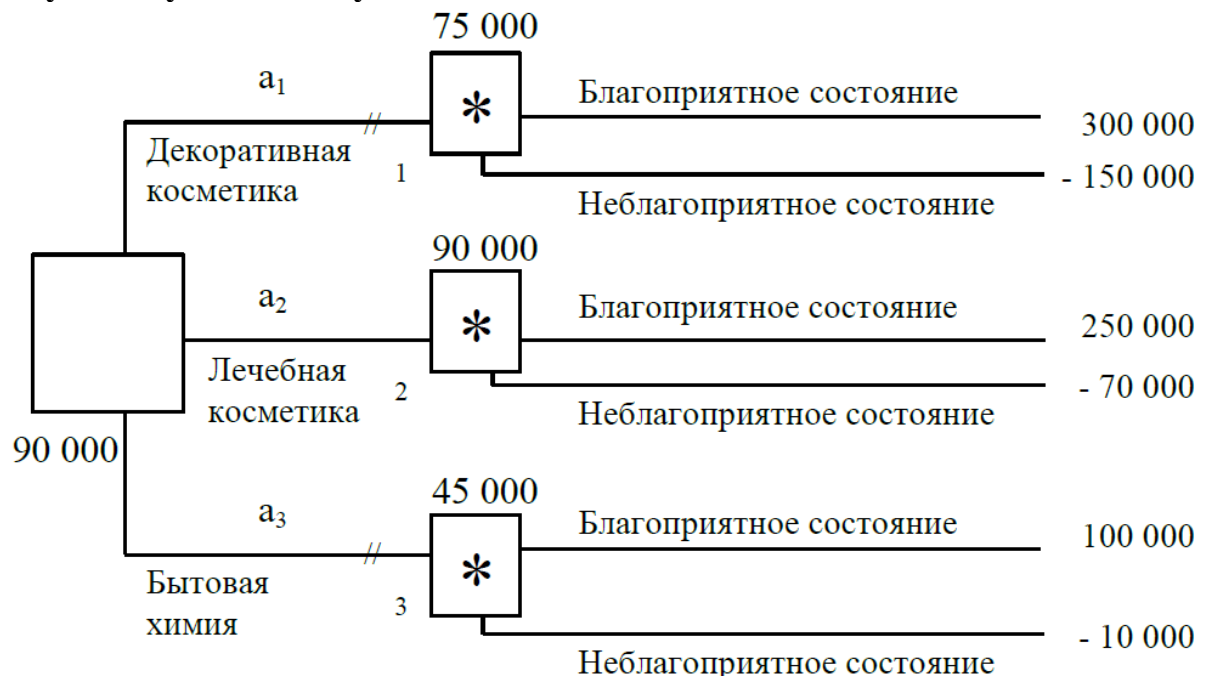 75 000
a1
*
Благоприятное состояние
300 000
Декоративная
косметика
1
- 150 000
Неблагоприятное состояние
90 000
a2
*
Благоприятное состояние
250 000
Лечебная
косметика
2
- 70 000
Неблагоприятное состояние
90 000
45 000
a3
*
Благоприятное состояние
100 000
Бытовая
химия
3
- 10 000
Неблагоприятное состояние